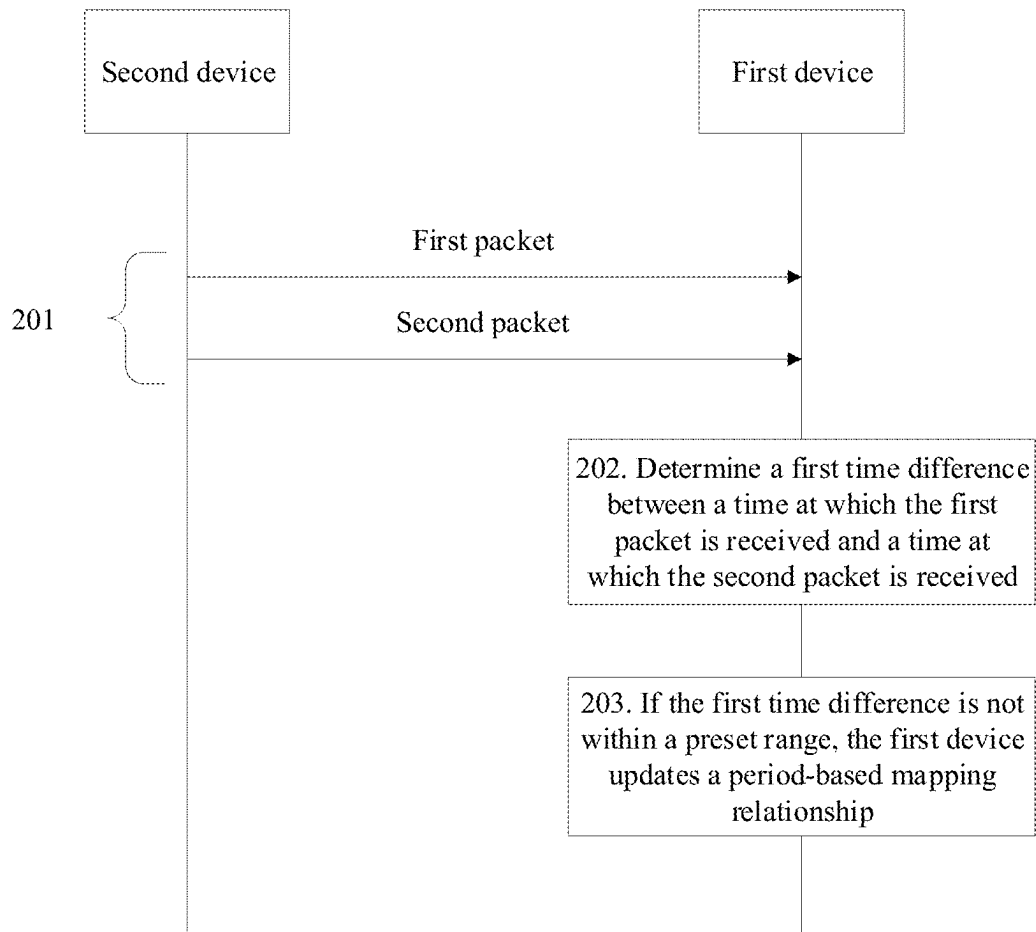 Second device
First device
First packet
201
Second packet
202. Determine a first time difference
between a time at which the first
packet is received and a time at
which the second packet is received
203. If the first time difference is not
within a preset range, the first device
updates a period-based mapping
relationship